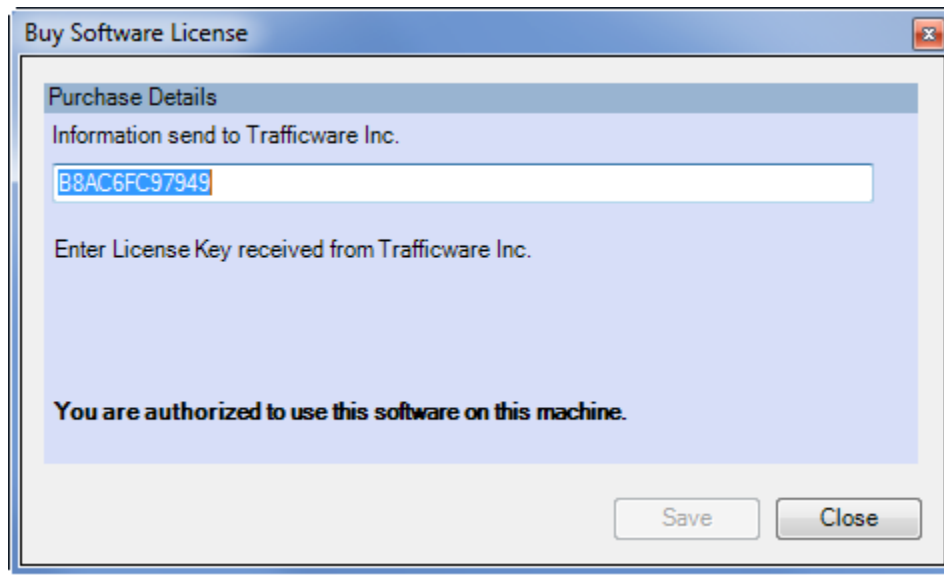 Buy Software License
Purchase Details
Information send to Trafficware Inc.
B8AC6FC97949
Enter License Key received from Trafficware Inc.
You are authorized to use this software on this machine.
Save
Close